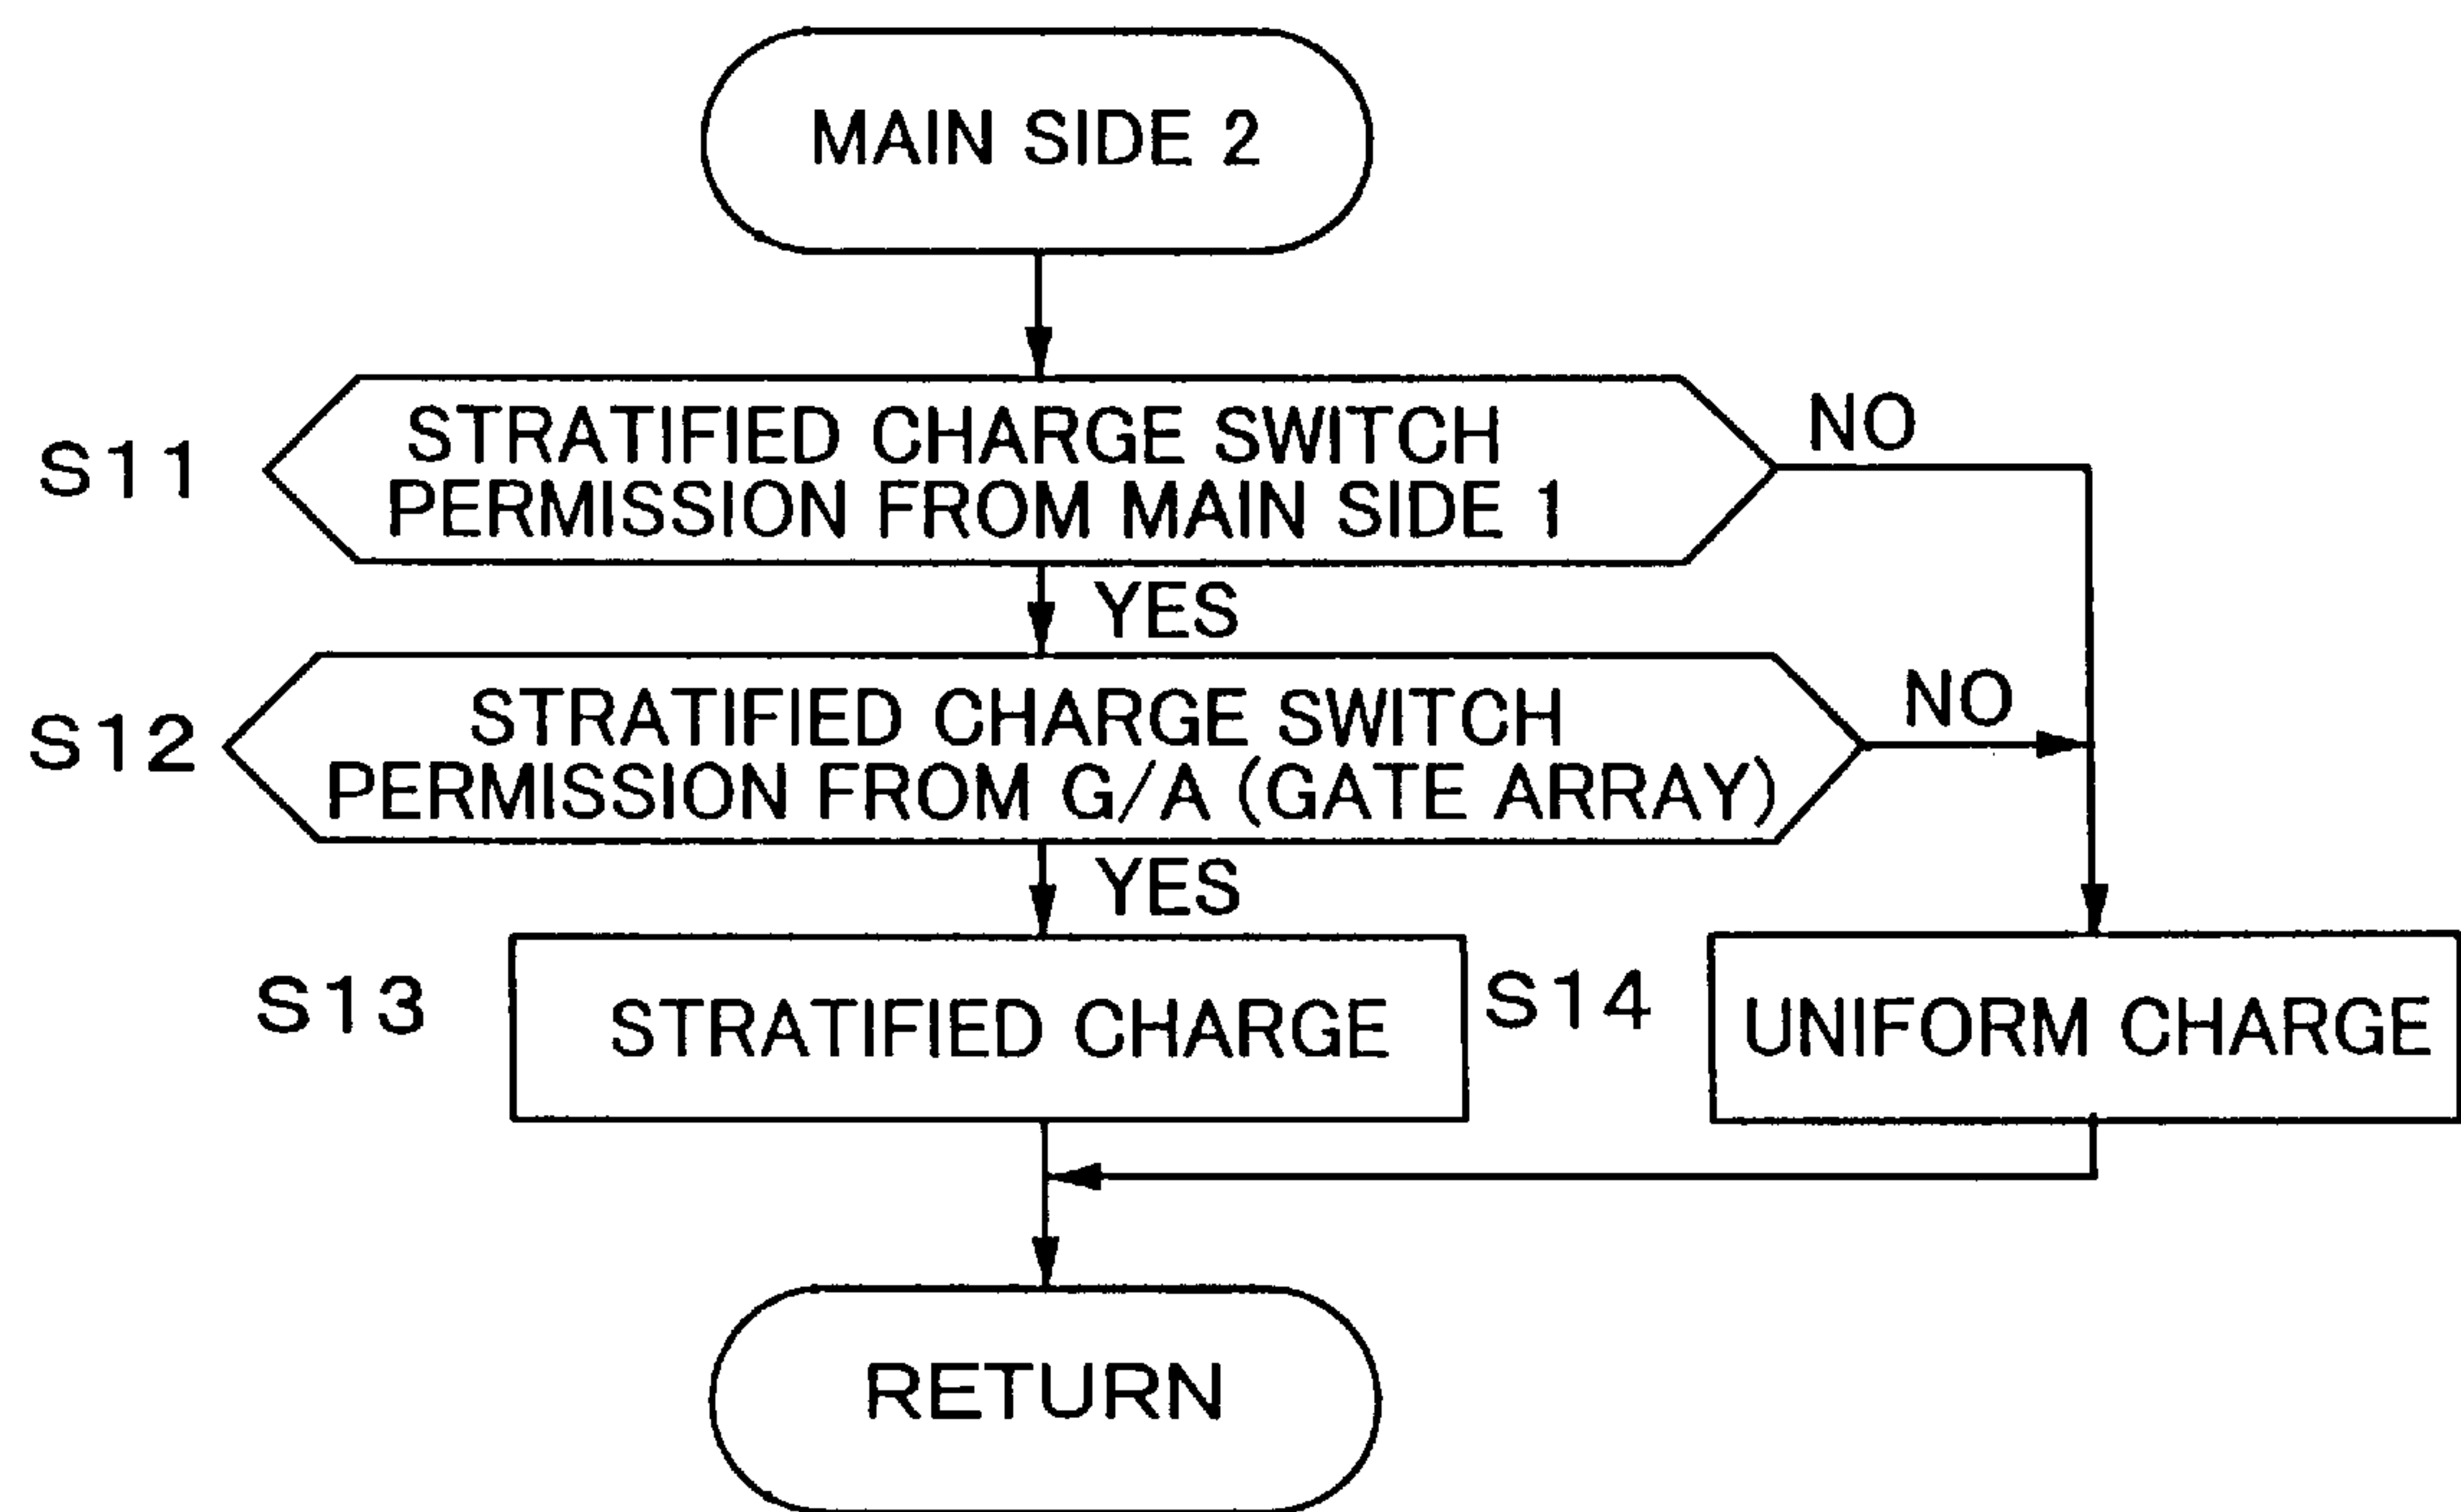 MAIN SIDE 2
S11
STRATIFIED CHARGE SWITCH
PERMISSION FROM MAIN SIDE 1
NO
YES
S12
STRATIFIED CHARGE SWITCH
PERMISSION FROM G/A (GATE ARRAY)
NO
YES
S13
STRATIFIED CHARGE
S14
UNIFORM CHARGE
RETURN